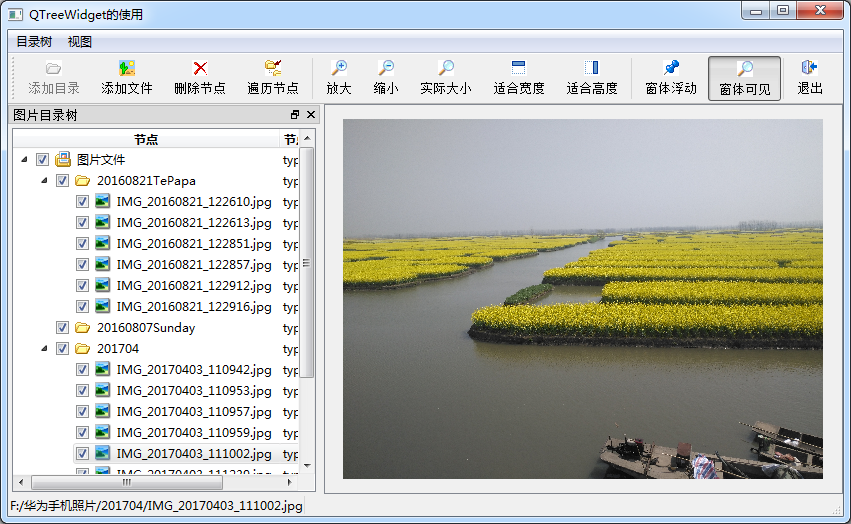 QTreeWidget的使用
目录树 视图
添加目录 添加文件 删除节点 遍历节点 放大 缩小 实际大小 适合宽度 适合高度 窗体浮动 窗体可见 退出
图片目录树
节点 节
图片文件 typ
20160821TePapa typ
IMG_20160821_122610.jpg typ
IMG_20160821_122613.jpg typ
IMG_20160821_122851.jpg typ
IMG_20160821_122857.jpg typ
IMG_20160821_122912.jpg typ
IMG_20160821_122916.jpg typ
20160807Sunday typ
201704 typ
IMG_20170403_110942.jpg typ
IMG_20170403_110953.jpg typ
IMG_20170403_110957.jpg typ
IMG_20170403_110959.jpg typ
IMG_20170403_111002.jpg typ
F:/华为手机照片/201704/IMG_20170403_111002.jpg